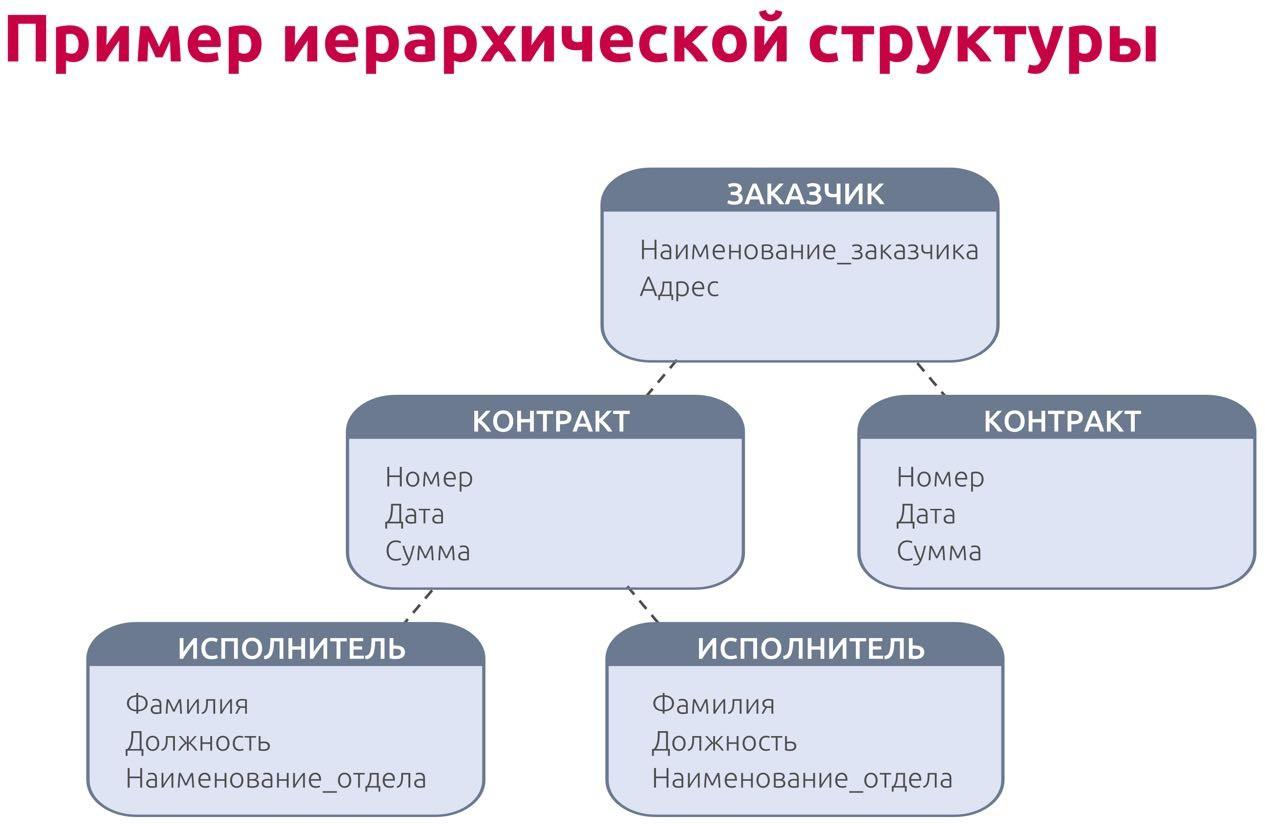 Пример иерархической структуры
ЗАКАЗЧИК
Наименование_заказчика
Адрес
КОНТРАКТ
Номер
Дата
Сумма
КОНТРАКТ
Номер
Дата
Сумма
ИСПОЛНИТЕЛЬ
Фамилия
Должность
Наименование_отдела
ИСПОЛНИТЕЛЬ
Фамилия
Должность
Наименование_отдела